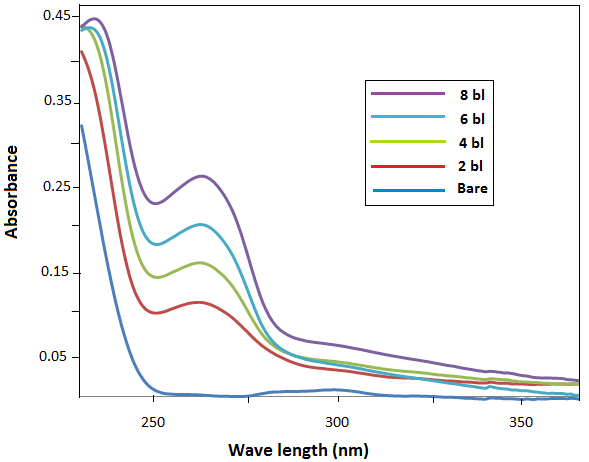 0.45
0.35
0.25
0.15
0.05
Absorbance
8 bl
6 bl
4 bl
2 bl
Bare
250
300
350
Wave length (nm)